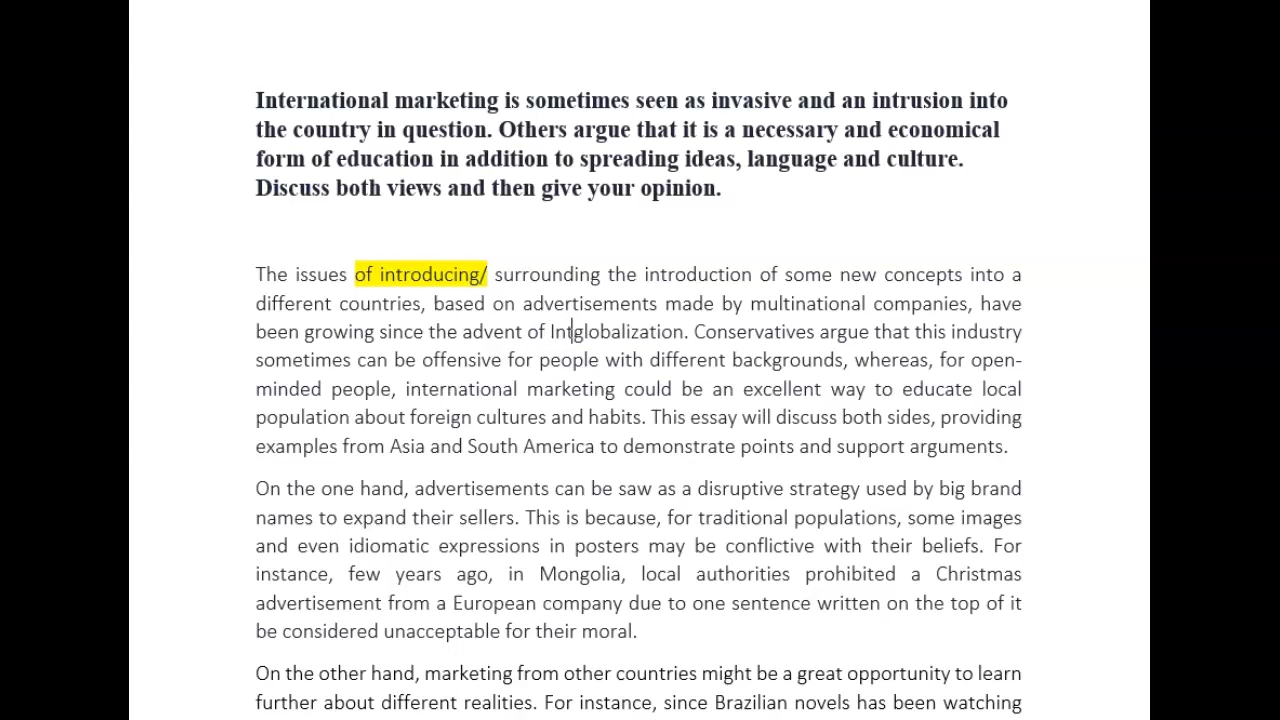 International marketing is sometimes seen as invasive and an intrusion into
the country in question. Others argue that it is a necessary and economical
form of education in addition to spreading ideas, language and culture.
Discuss both views and then give your opinion.
The issues of introducing/ surrounding the introduction of some new concepts into a
different countries, based on advertisements made by multinational companies, have
been growing since the advent of Intglobalization. Conservatives argue that this industry
sometimes can be offensive for people with different backgrounds, whereas, for open-
minded people, international marketing could be an excellent way to educate local
population about foreign cultures and habits. This essay will discuss both sides, providing
examples from Asia and South America to demonstrate points and support arguments.
On the one hand, advertisements can be saw as a disruptive strategy used by big brand
names to expand their sellers. This is because, for traditional populations, some images
and even idiomatic expressions in posters may be conflictive with their beliefs. For
instance, few years ago, in Mongolia, local authorities prohibited a Christmas
advertisement from a European company due to one sentence written on the top of it
be considered unacceptable for their moral.
On the other hand, marketing from other countries might be a great opportunity to learn
further about different realities. For instance, since Brazilian novels has been watching